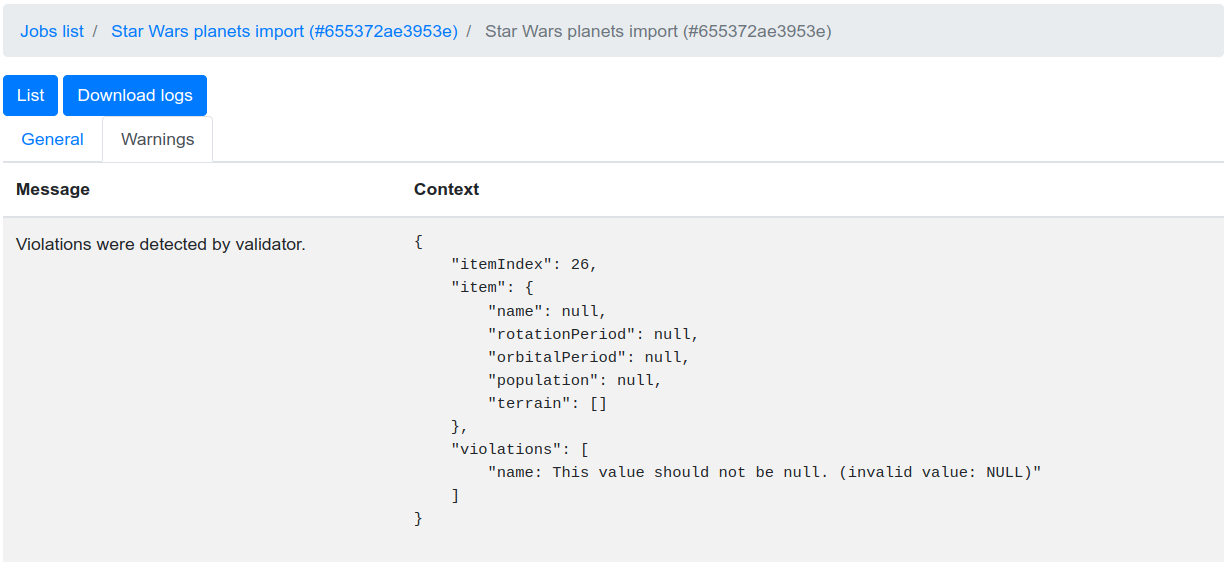 Jobs list / Star Wars planets import (#655372ae3953e) / Star Wars planets import (#655372ae3953e)
List Download logs
General Warnings
Message Context
Violations were detected by validator.
{
    "itemIndex": 26,
    "item": {
        "name": null,
        "rotationPeriod": null,
        "orbitalPeriod": null,
        "population": null,
        "terrain": []
    },
    "violations": [
        "name: This value should not be null. (invalid value: NULL)"
    ]
}